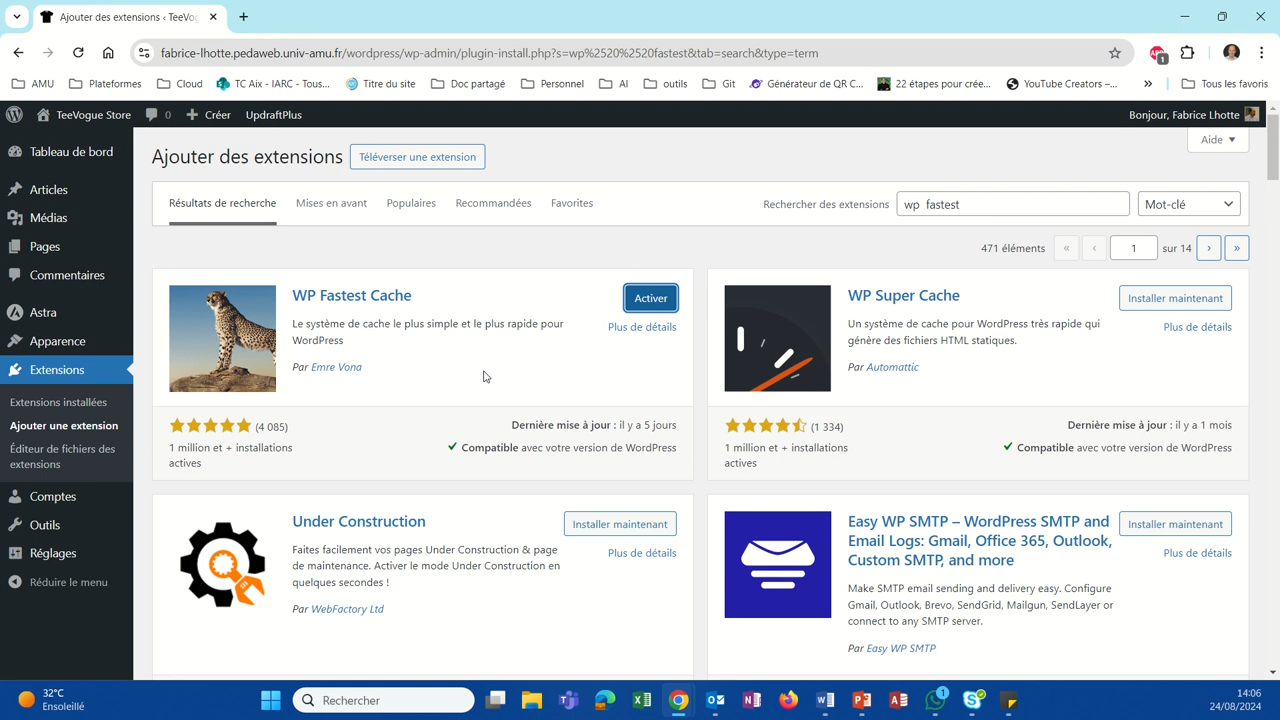 Ajouter des extensions ‹ TeeVog
fabrice-lhotte.pedaweb.univ-amu.fr/wordpress/wp-admin/plugin-install.php?s=wp%2520%2520fastest&tab=search&type=term
1
AMU
Plateformes
Cloud
TC Aix - IARC - Tous...
Titre du site
Doc partagé
Personnel
AI
outils
Git
Générateur de QR C...
22 étapes pour crée...
YouTube Creators –...
»
Tous les favoris
TeeVogue Store
0
Créer
UpdraftPlus
Bonjour, Fabrice Lhotte
Tableau de bord
Articles
Médias
Pages
Commentaires
Astra
Apparence
Extensions
Extensions installées
Ajouter une extension
Éditeur de fichiers des
extensions
Comptes
Outils
Réglages
Réduire le menu
Aide
Ajouter des extensions
Téléverser une extension
Résultats de recherche
Mises en avant
Populaires
Recommandées
Favorites
Rechercher des extensions
wp  fastest
Mot-clé
471 éléments
«
‹
1
sur 14
›
»
WP Fastest Cache
Activer
Le système de cache le plus simple et le plus rapide pour
WordPress
Plus de détails
Par Emre Vona
(4 085)
Dernière mise à jour : il y a 5 jours
1 million et + installations
actives
Compatible avec votre version de WordPress
WP Super Cache
Installer maintenant
Un système de cache pour WordPress très rapide qui
génère des fichiers HTML statiques.
Plus de détails
Par Automattic
(1 334)
Dernière mise à jour : il y a 1 mois
1 million et + installations
actives
Compatible avec votre version de WordPress
Under Construction
Installer maintenant
Faites facilement vos pages Under Construction & page
de maintenance. Activer le mode Under Construction en
quelques secondes !
Plus de détails
Par WebFactory Ltd
Easy WP SMTP – WordPress SMTP and
Email Logs: Gmail, Office 365, Outlook,
Custom SMTP, and more
Installer maintenant
Plus de détails
Make SMTP email sending and delivery easy. Configure
Gmail, Outlook, Brevo, SendGrid, Mailgun, SendLayer or
connect to any SMTP server.
Par Easy WP SMTP
32°C
Ensoleillé
Rechercher
1
14:06
24/08/2024